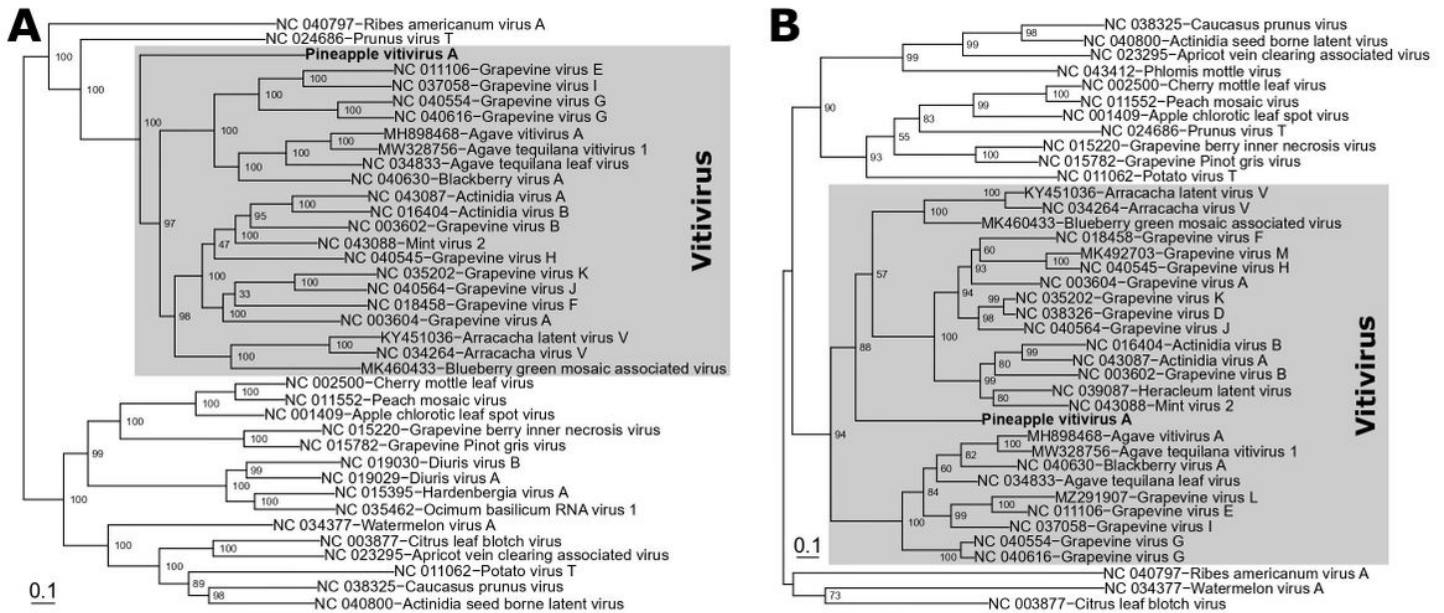 A
NC 040797−Ribes americanum virus A
NC 024686−Prunus virus T
Pineapple vitivirus A
NC 011106−Grapevine virus E
NC 037058−Grapevine virus I
NC 040554−Grapevine virus G
NC 040616−Grapevine virus G
MH898468−Agave vitivirus A
MW328756−Agave tequilana vitivirus 1
NC 034833−Agave tequilana leaf virus
NC 040630−Blackberry virus A
NC 043087−Actinidia virus A
NC 016404−Actinidia virus B
NC 003602−Grapevine virus B
NC 043088−Mint virus 2
NC 040545−Grapevine virus H
NC 035202−Grapevine virus K
NC 040564−Grapevine virus J
NC 018458−Grapevine virus F
NC 003604−Grapevine virus A
KY451036−Arracacha latent virus V
NC 034264−Arracacha virus V
MK460433−Blueberry green mosaic associated virus
NC 002500−Cherry mottle leaf virus
NC 011552−Peach mosaic virus
NC 001409−Apple chlorotic leaf spot virus
NC 015220−Grapevine berry inner necrosis virus
NC 015782−Grapevine Pinot gris virus
NC 019030−Diuris virus B
NC 019029−Diuris virus A
NC 015395−Hardenbergia virus A
NC 035462−Ocimum basilicum RNA virus 1
NC 034377−Watermelon virus A
NC 003877−Citrus leaf blotch virus
NC 023295−Apricot vein clearing associated virus
NC 011062−Potato virus T
NC 038325−Caucasus prunus virus
NC 040800−Actinidia seed borne latent virus
Vitivirus
100
100
100
100
100
100
100
100
100
100
100
97
100
95
100
47
100
100
33
100
98
100
100
100
100
100
100
99
99
100
100
100
100
100
100
89
98
0.1
B
NC 038325−Caucasus prunus virus
NC 040800−Actinidia seed borne latent virus
NC 023295−Apricot vein clearing associated virus
NC 043412−Phlomis mottle virus
NC 002500−Cherry mottle leaf virus
NC 011552−Peach mosaic virus
NC 001409−Apple chlorotic leaf spot virus
NC 024686−Prunus virus T
NC 015220−Grapevine berry inner necrosis virus
NC 015782−Grapevine Pinot gris virus
NC 011062−Potato virus T
KY451036−Arracacha latent virus V
NC 034264−Arracacha virus V
MK460433−Blueberry green mosaic associated virus
NC 018458−Grapevine virus F
MK492703−Grapevine virus M
NC 040545−Grapevine virus H
NC 003604−Grapevine virus A
NC 035202−Grapevine virus K
NC 038326−Grapevine virus D
NC 040564−Grapevine virus J
NC 016404−Actinidia virus B
NC 043087−Actinidia virus A
NC 003602−Grapevine virus B
NC 039087−Heracleum latent virus
NC 043088−Mint virus 2
Pineapple vitivirus A
MH898468−Agave vitivirus A
MW328756−Agave tequilana vitivirus 1
NC 040630−Blackberry virus A
NC 034833−Agave tequilana leaf virus
MZ291907−Grapevine virus L
NC 011106−Grapevine virus E
NC 037058−Grapevine virus I
NC 040554−Grapevine virus G
NC 040616−Grapevine virus G
NC 040797−Ribes americanum virus A
NC 034377−Watermelon virus A
NC 003877−Citrus leaf blotch virus
Vitivirus
98
99
99
90
100
99
83
55
100
93
100
100
57
60
100
93
94
99
98
100
99
80
99
80
88
94
100
82
60
84
100
99
100
100
73
0.1